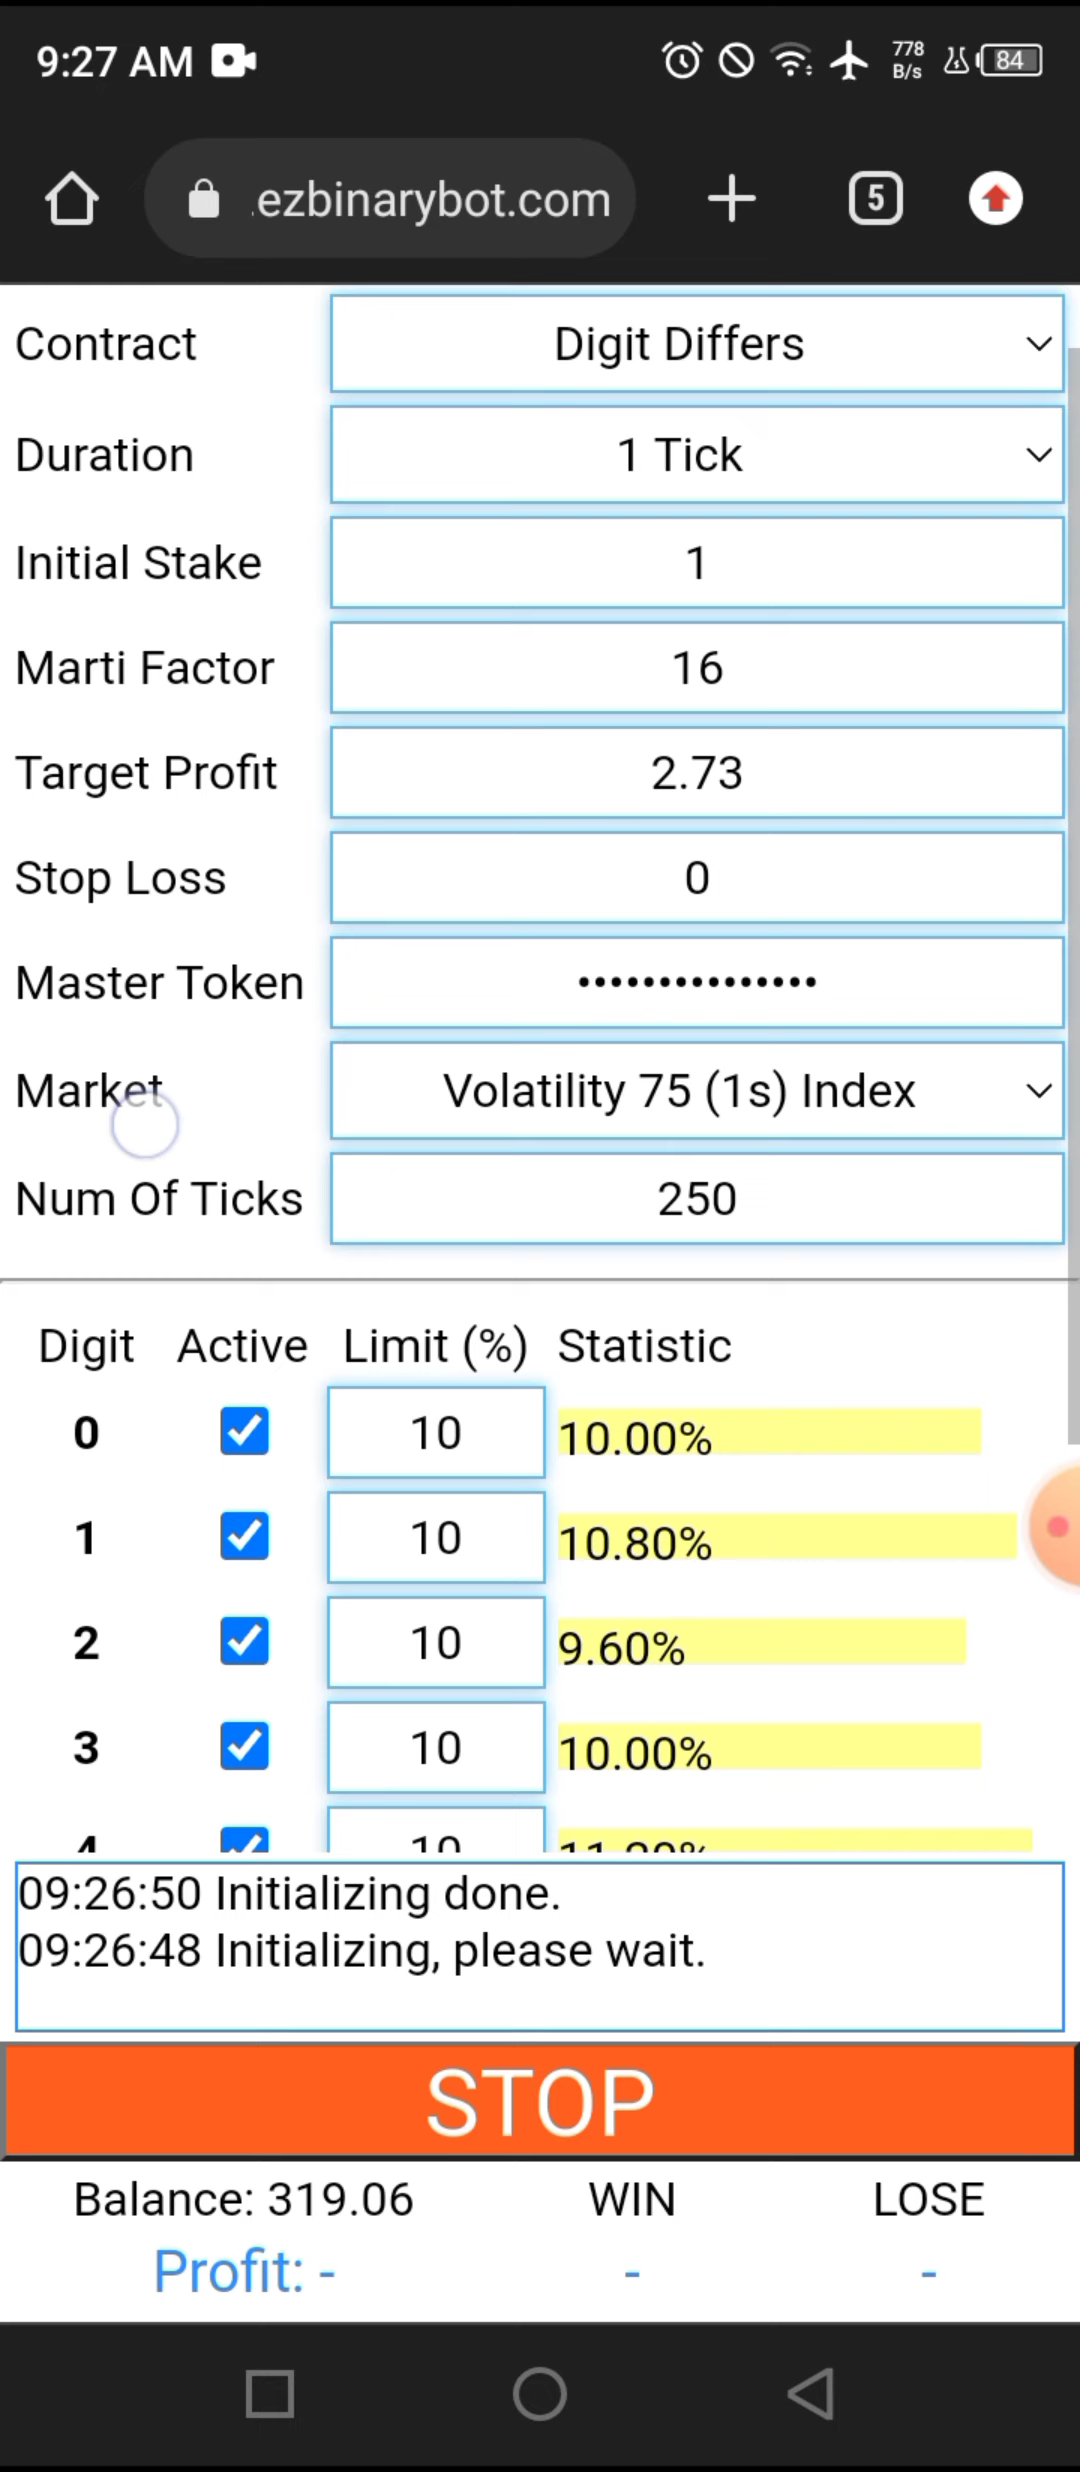 9:27 AM
778
B/s
84
.ezbinarybot.com
5
Contract
Digit Differs
Duration
1 Tick
Initial Stake
1
Marti Factor
16
Target Profit
2.73
Stop Loss
0
Master Token
•••••••••••••••
Market
Volatility 75 (1s) Index
Num Of Ticks
250
Digit Active Limit (%) Statistic
0 10 10.00%
1 10 10.80%
2 10 9.60%
3 10 10.00%
4 10
09:26:50 Initializing done.
09:26:48 Initializing, please wait.
STOP
Balance: 319.06 WIN LOSE
Profit: - - -